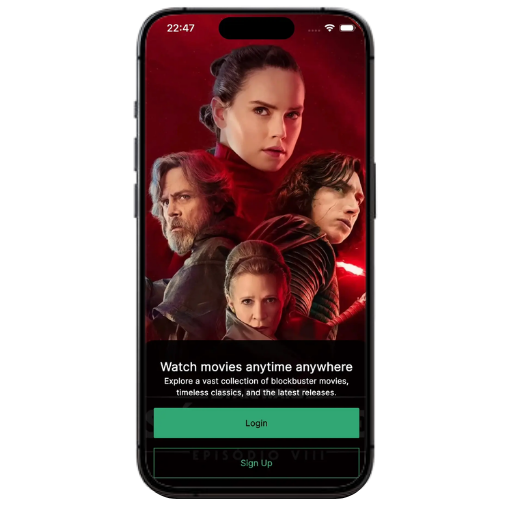 22:47
Watch movies anytime anywhere
Explore a vast collection of blockbuster movies,
timeless classics, and the latest releases.
Login
EPISODIO VIII
Sign Up